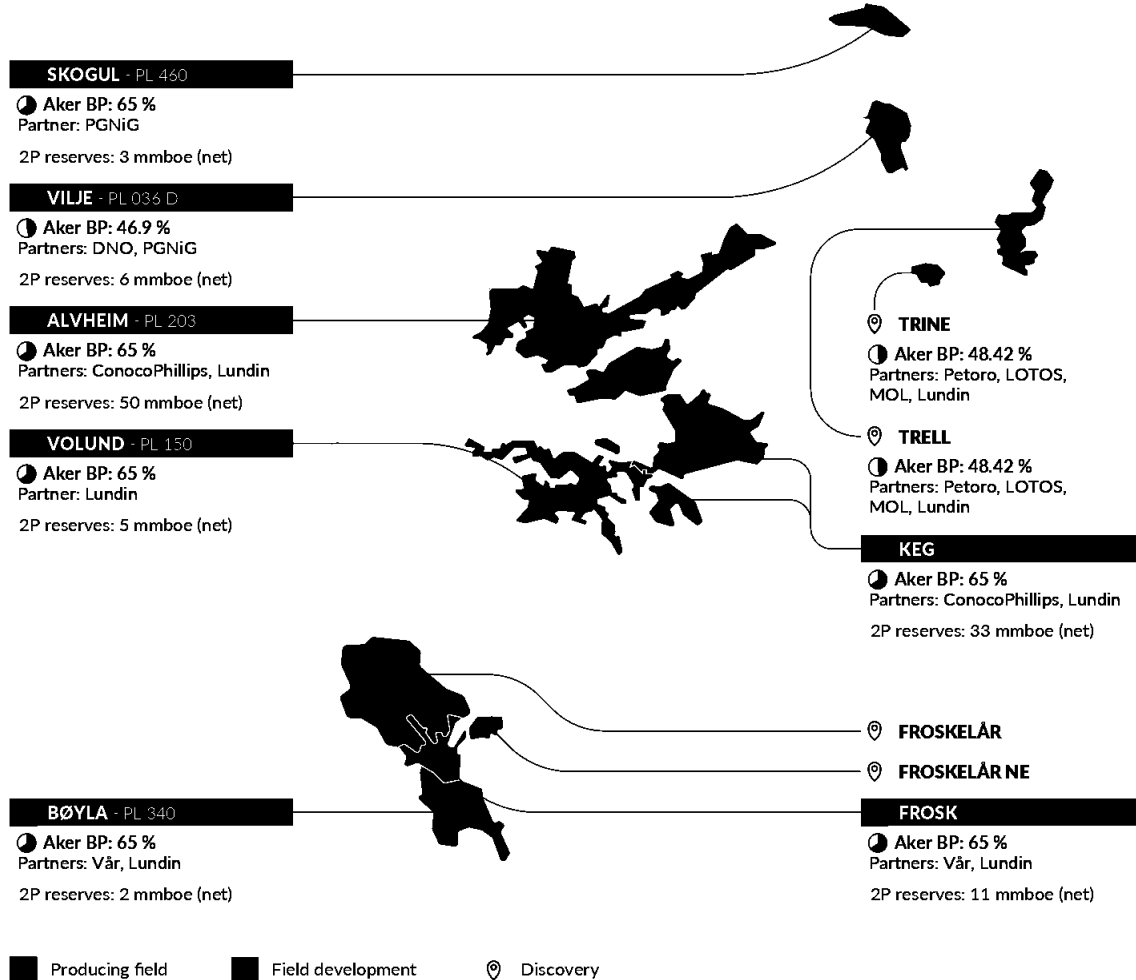 SKOGUL - PL 460
Aker BP: 65 %
Partner: PGNiG
2P reserves: 3 mmboe (net)
VILJE - PL 036 D
Aker BP: 46.9 %
Partners: DNO, PGNiG
2P reserves: 6 mmboe (net)
ALVHEIM - PL 203
Aker BP: 65 %
Partners: ConocoPhillips, Lundin
2P reserves: 50 mmboe (net)
VOLUND - PL 150
Aker BP: 65 %
Partner: Lundin
2P reserves: 5 mmboe (net)
TRINE
Aker BP: 48.42 %
Partners: Petoro, LOTOS,
MOL, Lundin
TRELL
Aker BP: 48.42 %
Partners: Petoro, LOTOS,
MOL, Lundin
KEG
Aker BP: 65 %
Partners: ConocoPhillips, Lundin
2P reserves: 33 mmboe (net)
FROSKELÅR
FROSKELÅR NE
BØYLA - PL 340
Aker BP: 65 %
Partners: Vår, Lundin
2P reserves: 2 mmboe (net)
FROSK
Aker BP: 65 %
Partners: Vår, Lundin
2P reserves: 11 mmboe (net)
Producing field
Field development
Discovery